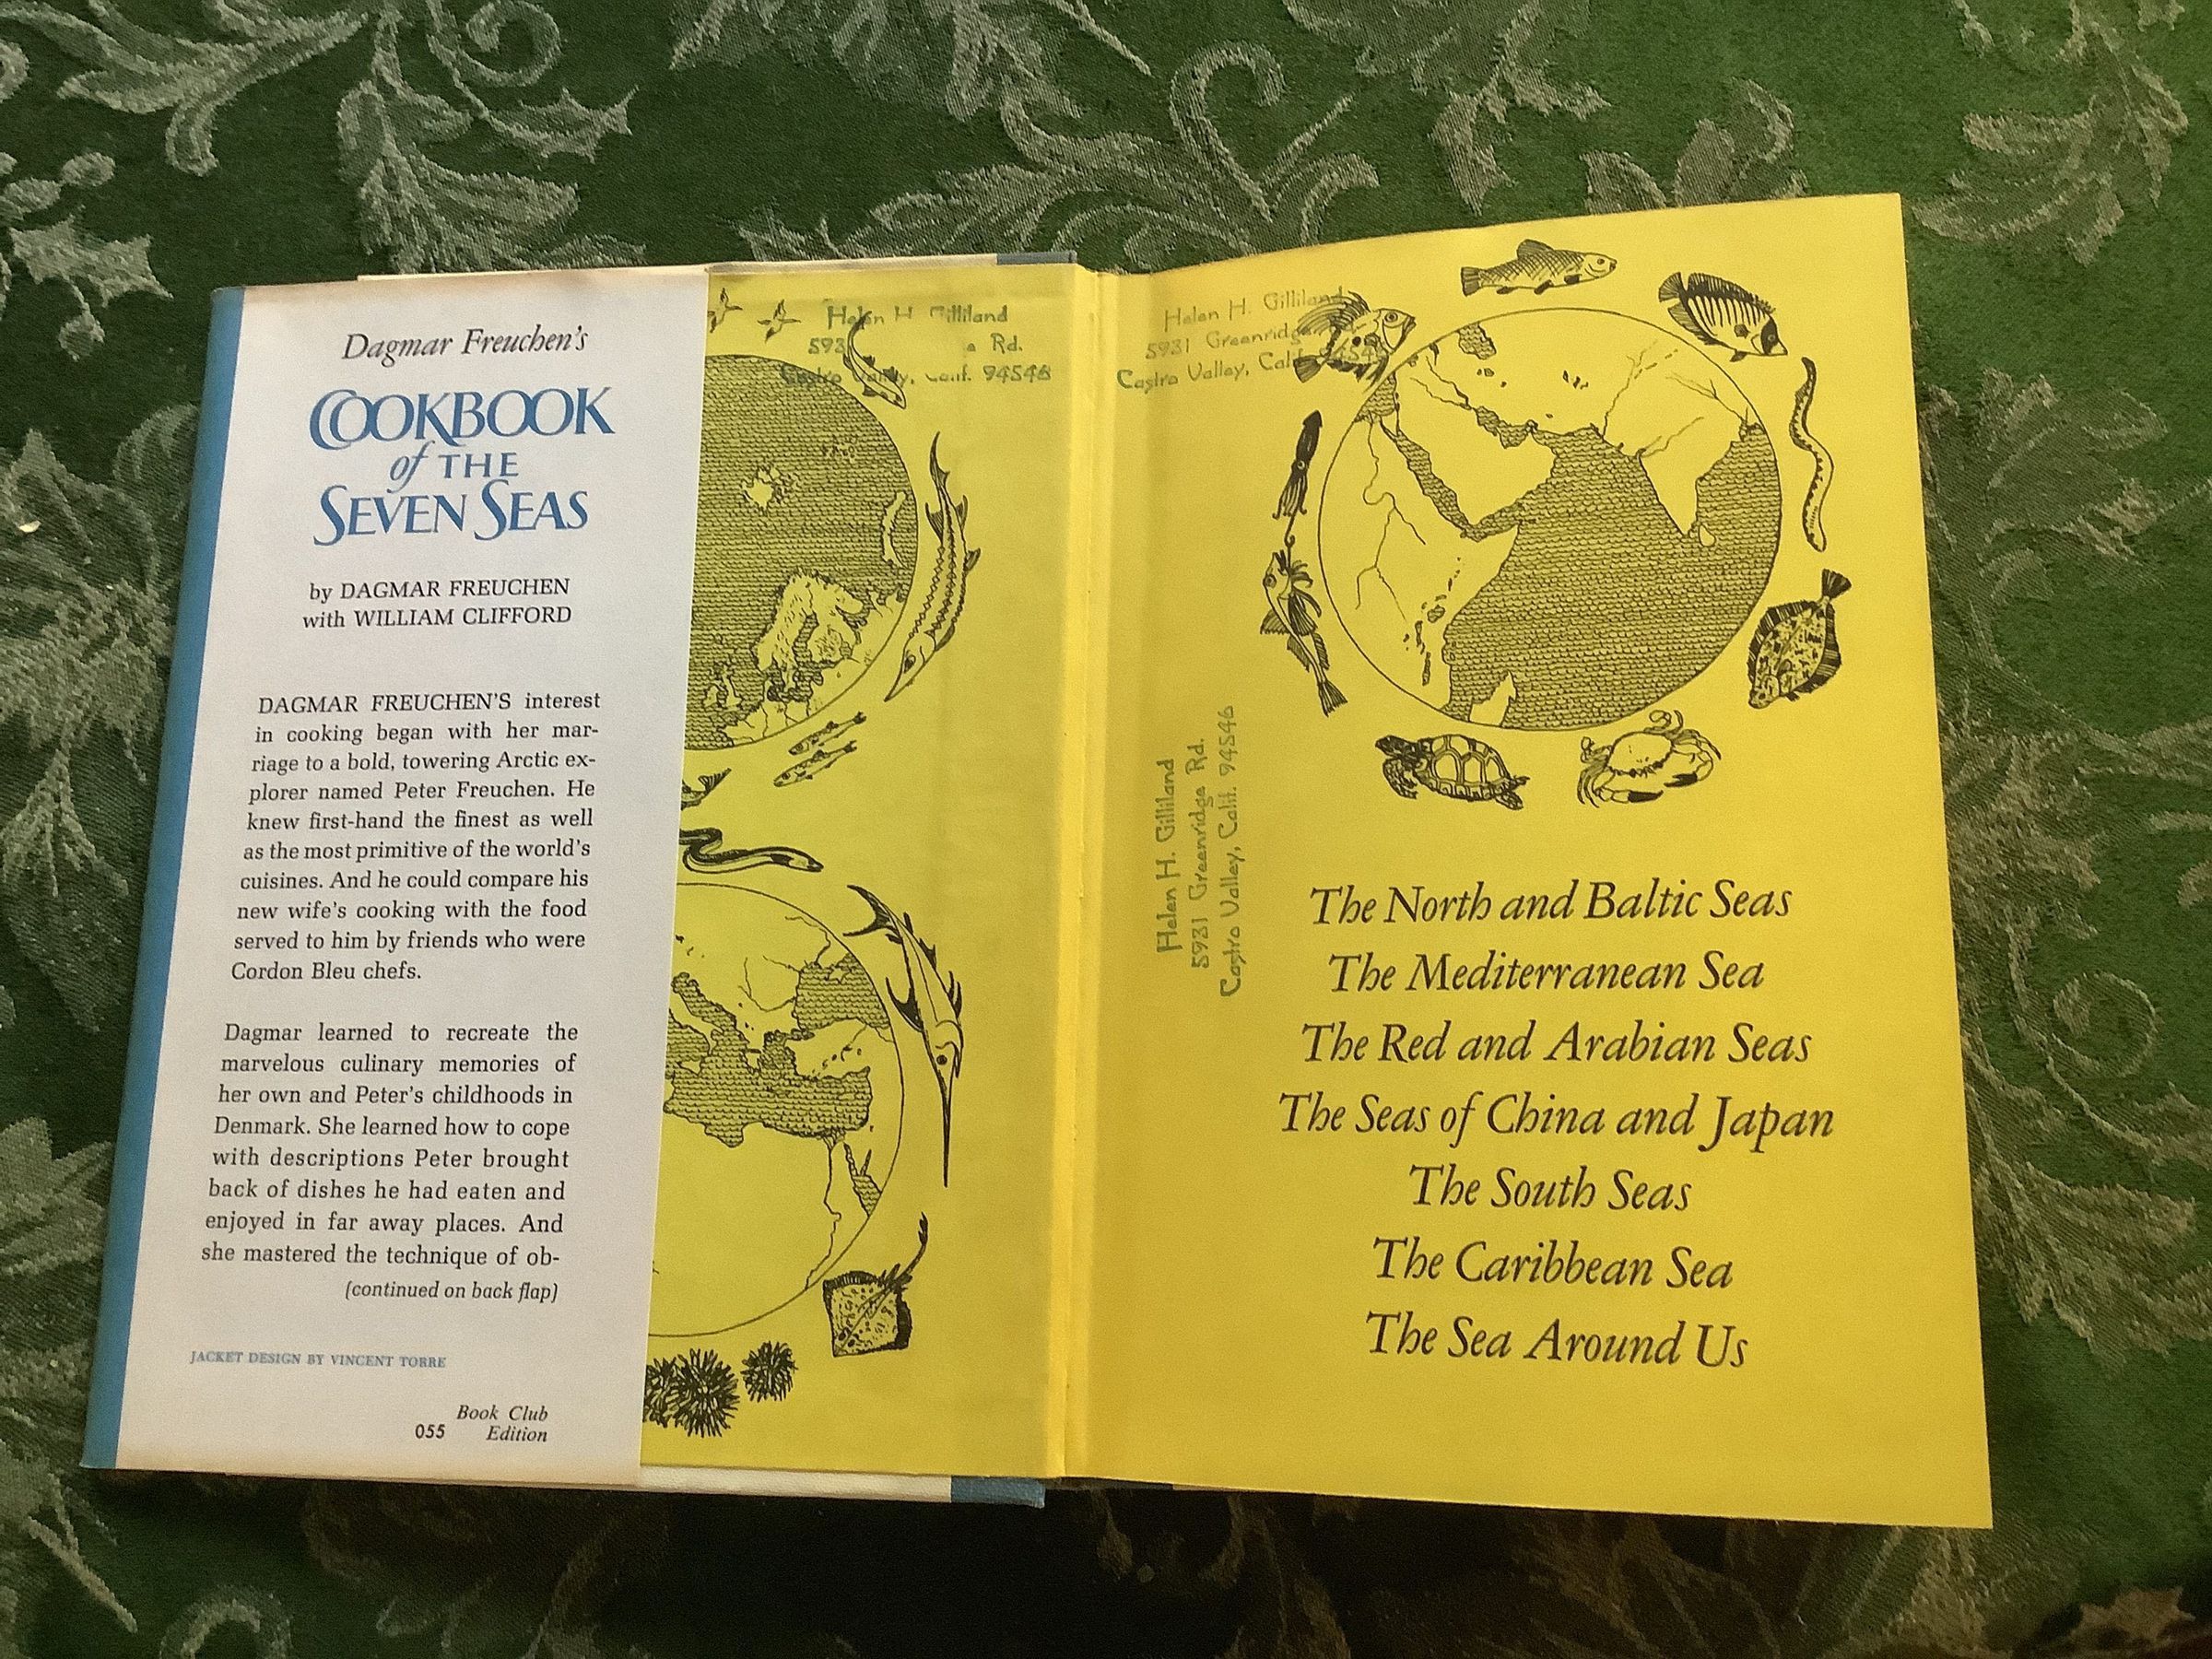 Dagmar Freuchen's
COOKBOOK
of THE
SEVEN SEAS
by DAGMAR FREUCHEN
with WILLIAM CLIFFORD
DAGMAR FREUCHEN'S interest
in cooking began with her mar-
riage to a bold, towering Arctic ex-
plorer named Peter Freuchen. He
knew first-hand the finest as well
as the most primitive of the world's
cuisines. And he could compare his
new wife's cooking with the food
served to him by friends who were
Cordon Bleu chefs.
Dagmar learned to recreate the
marvelous culinary memories of
her own and Peter's childhoods in
Denmark. She learned how to cope
with descriptions Peter brought
back of dishes he had eaten and
enjoyed in far away places. And
she mastered the technique of ob-
(continued on back flap)
JACKET DESIGN BY VINCENT TORRE
Book Club
055 Edition
Helen H. Gilliland
Rd.
Castro Valley, Calif. 94546
Helen H. Gilliland
5931 Greenridge
Castro Valley, Calif. 94546
Helen H. Gilliland
5931 Greenridge Rd.
Castro Valley, Calif. 94546
The North and Baltic Seas
The Mediterranean Sea
The Red and Arabian Seas
The Seas of China and Japan
The South Seas
The Caribbean Sea
The Sea Around Us